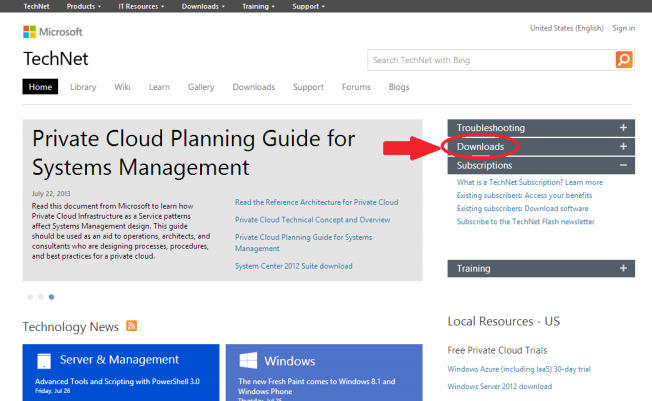 TechNet Products IT Resources Downloads Training Support
United States (English) Sign in
Microsoft
TechNet
Search TechNet with Bing
Home Library Wiki Learn Gallery Downloads Support Forums Blogs
Private Cloud Planning Guide for
Systems Management
July 22, 2013
Read this document from Microsoft to learn how
Private Cloud Infrastructure as a Service patterns
affect Systems Management design. This guide
should be used as an aid to operations, architects, and
consultants who are designing processes, procedures,
and best practices for a private cloud.
Read the Reference Architecture for Private Cloud
Private Cloud Technical Concept and Overview
Private Cloud Planning Guide for Systems
Management
System Center 2012 Suite download
Troubleshooting +
Downloads +
Subscriptions −
What is a TechNet Subscription? Learn more
Existing subscribers: Access your benefits
Existing subscribers: Download software
Subscribe to the TechNet Flash newsletter
Training +
Technology News
Server & Management
Advanced Tools and Scripting with PowerShell 3.0
Friday, Jul 26
Windows
The new Fresh Paint comes to Windows 8.1 and
Windows Phone
Thursday, Jul 25
Local Resources - US
Free Private Cloud Trials
Windows Azure (including IaaS) 30-day trial
Windows Server 2012 download